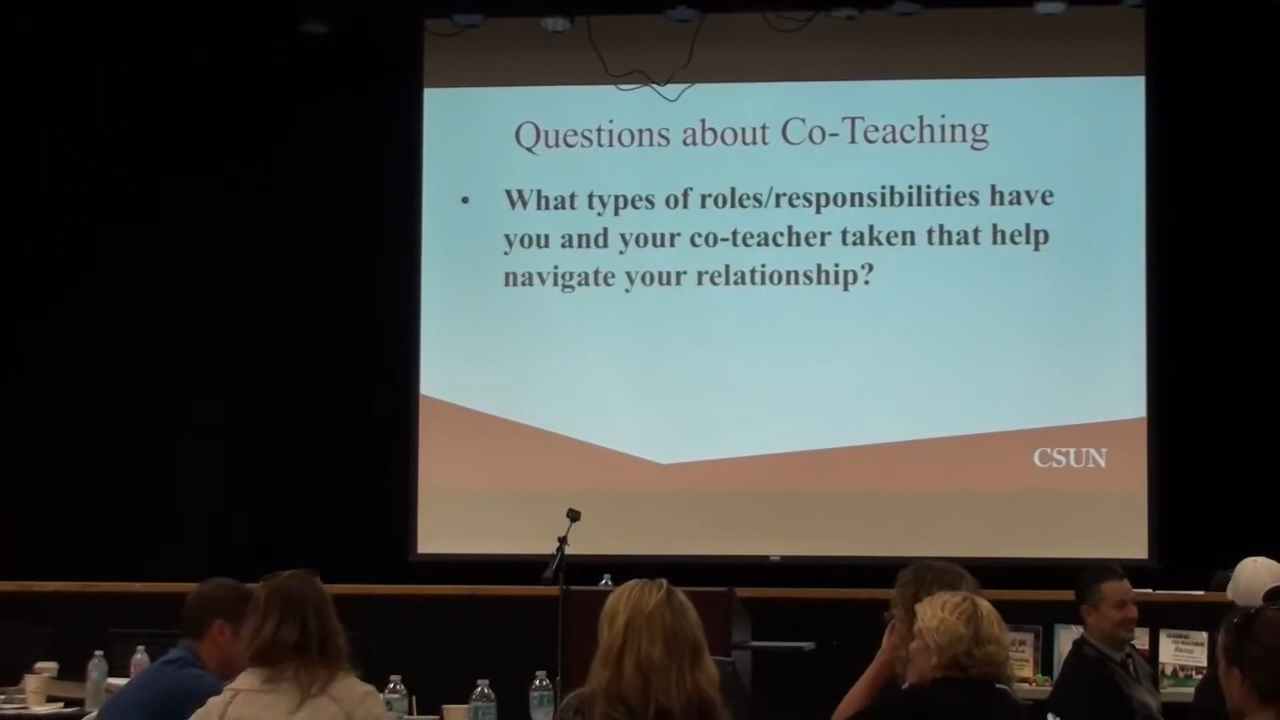 Questions about Co-Teaching
• What types of roles/responsibilities have
you and your co-teacher taken that help
navigate your relationship?
CSUN